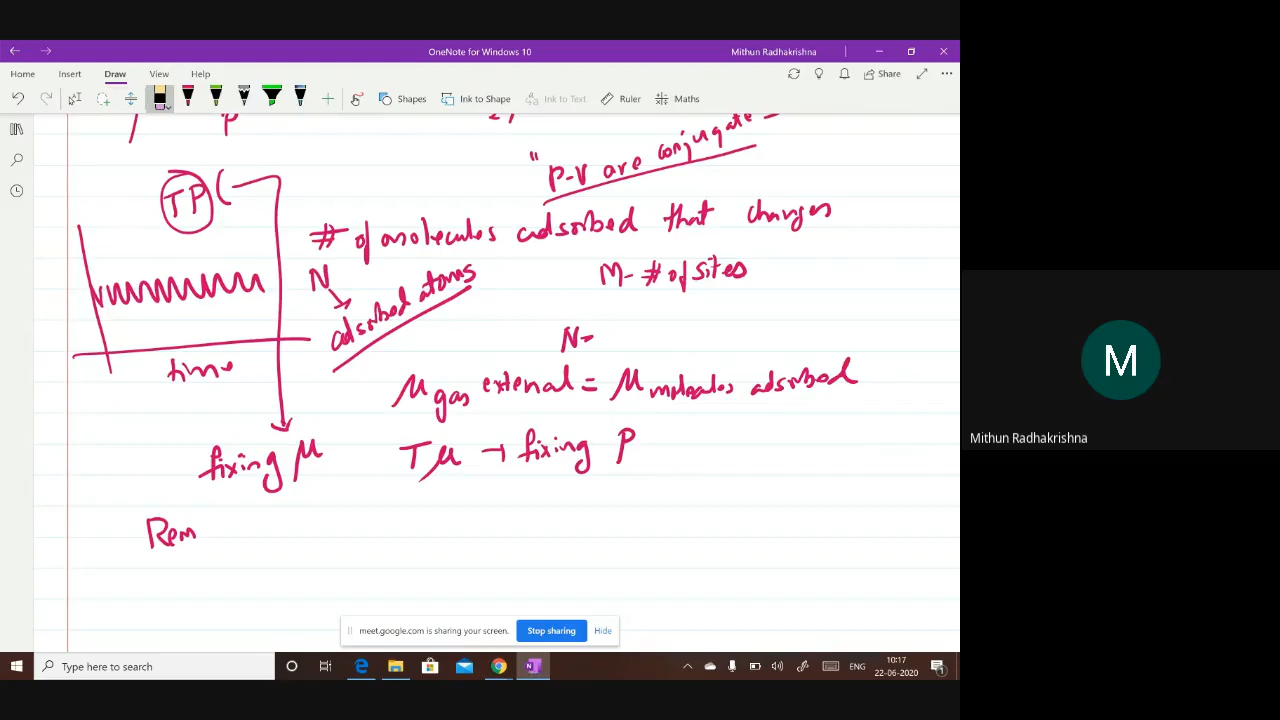 OneNote for Windows 10
Mithun Radhakrishna
Home Insert Draw View Help
Share
Shapes Ink to Shape Ink to Text Ruler Maths
P
" P-V are conjugate
TP
# of molecules adsorbed that changes
N
M- # of sites
adsorbed atoms
N-
time
μ gas external = μ molecules adsorbed
fixing μ
Tμ → fixing P
Rem
M
Mithun Radhakrishna
meet.google.com is sharing your screen. Stop sharing Hide
Type here to search
ENG
10:17
22-06-2020